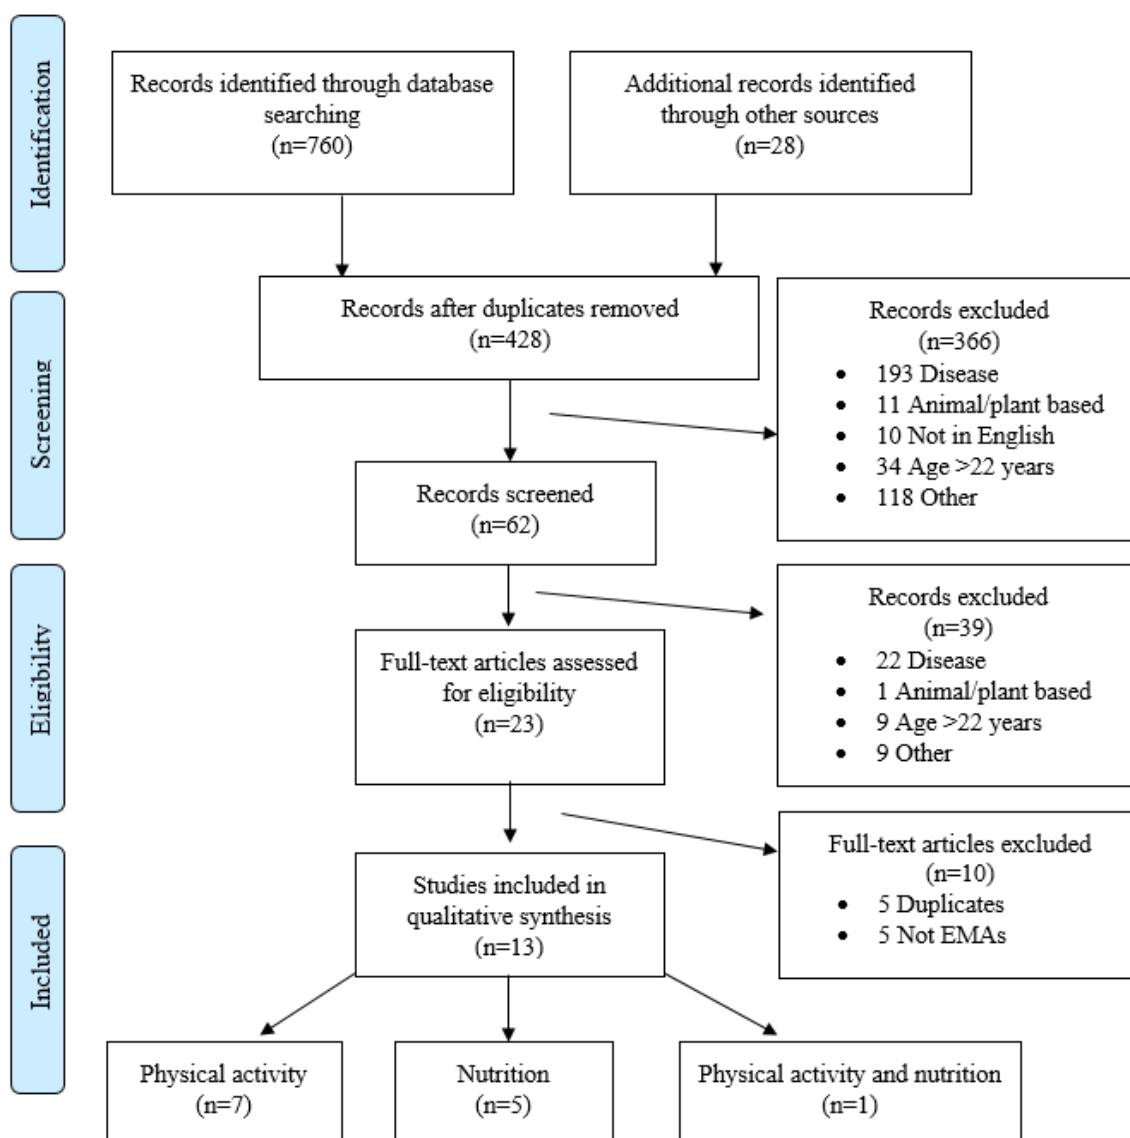 Identification
Records identified through database
searching
(n=760)
Additional records identified
through other sources
(n=28)
Screening
Records after duplicates removed
(n=428)
Records excluded
(n=366)
• 193 Disease
• 11 Animal/plant based
• 10 Not in English
• 34 Age >22 years
• 118 Other
Records screened
(n=62)
Eligibility
Records excluded
(n=39)
• 22 Disease
• 1 Animal/plant based
• 9 Age >22 years
• 9 Other
Full-text articles assessed
for eligibility
(n=23)
Full-text articles excluded
(n=10)
• 5 Duplicates
• 5 Not EMAs
Included
Studies included in
qualitative synthesis
(n=13)
Physical activity
(n=7)
Nutrition
(n=5)
Physical activity and nutrition
(n=1)